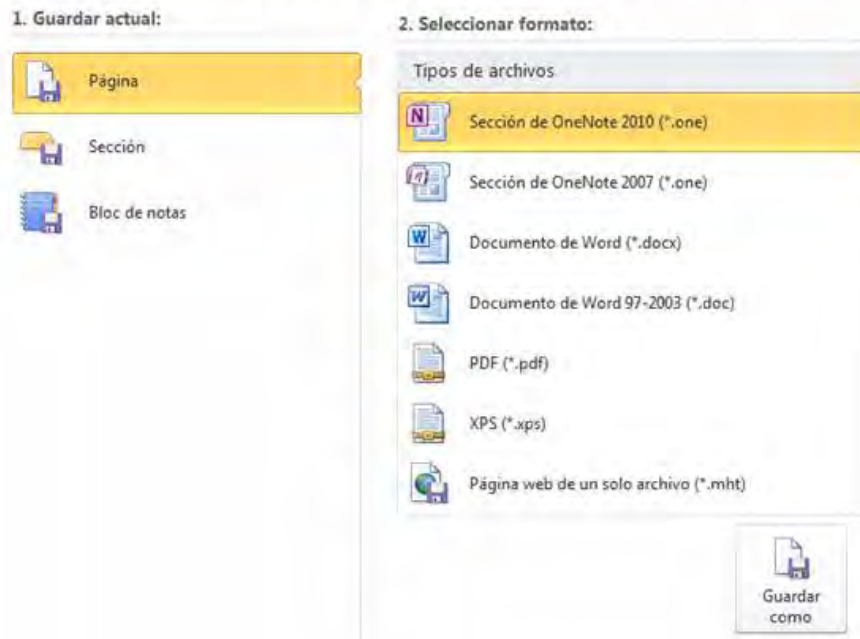 1. Guardar actual:
Página
Sección
Bloc de notas
2. Seleccionar formato:
Tipos de archivos
Sección de OneNote 2010 (*.one)
Sección de OneNote 2007 (*.one)
Documento de Word (*.docx)
Documento de Word 97-2003 (*.doc)
PDF (*.pdf)
XPS (*.xps)
Página web de un solo archivo (*.mht)
Guardar
como